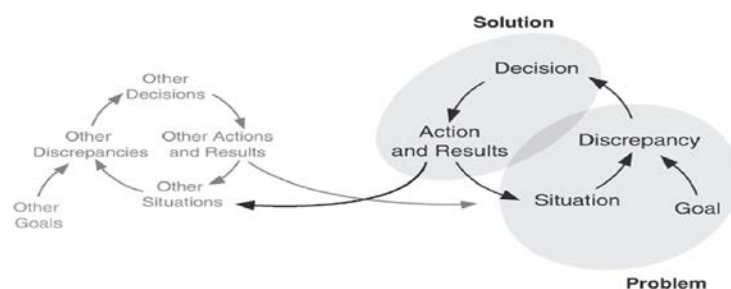 Solution
Decision
Other
Decisions
Other
Discrepancies
Other Actions
and Results
Action
and Results
Discrepancy
Other
Situations
Situation
Goal
Other
Goals
Problem